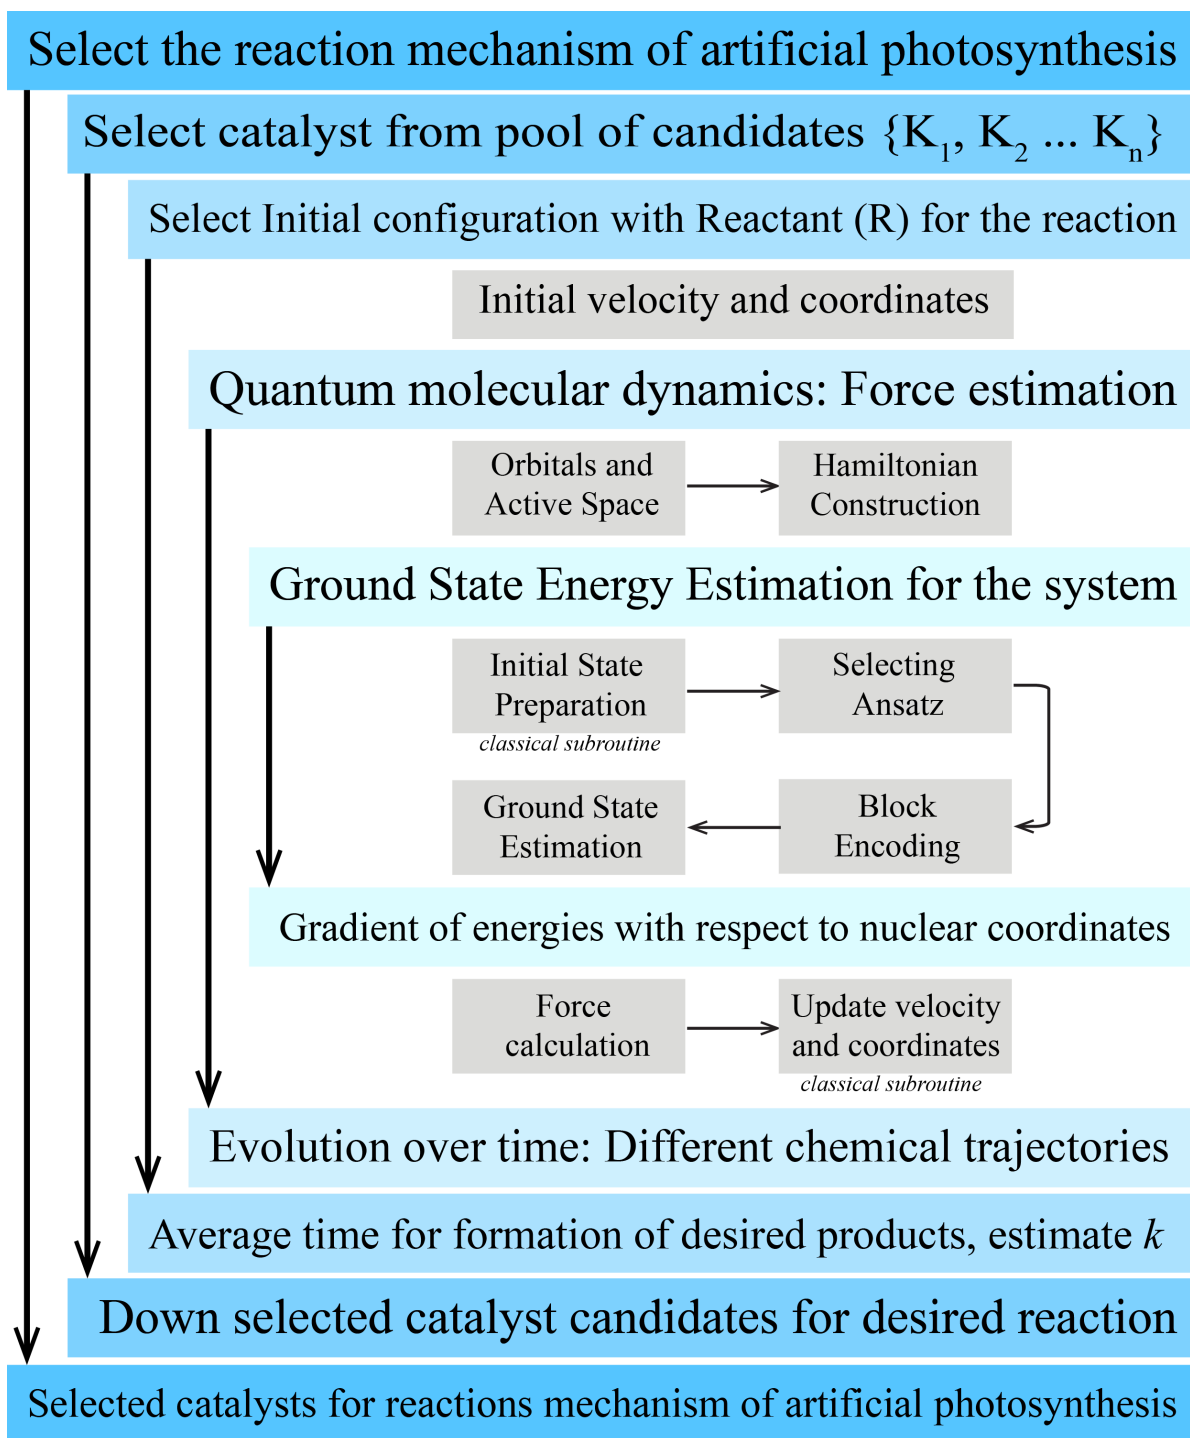 Select the reaction mechanism of artificial photosynthesis
Select catalyst from pool of candidates {K₁, K₂ ... Kₙ}
Select Initial configuration with Reactant (R) for the reaction
Initial velocity and coordinates
Quantum molecular dynamics: Force estimation
Orbitals and
Active Space
Hamiltonian
Construction
Ground State Energy Estimation for the system
Initial State
Preparation
classical subroutine
Selecting
Ansatz
Ground State
Estimation
Block
Encoding
Gradient of energies with respect to nuclear coordinates
Force
calculation
Update velocity
and coordinates
classical subroutine
Evolution over time: Different chemical trajectories
Average time for formation of desired products, estimate k
Down selected catalyst candidates for desired reaction
Selected catalysts for reactions mechanism of artificial photosynthesis